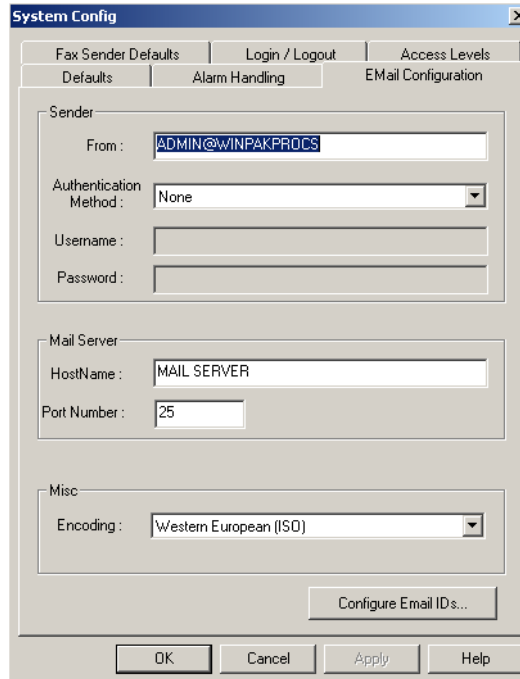 System Config
Fax Sender Defaults Login / Logout Access Levels
Defaults Alarm Handling EMail Configuration
Sender
From : ADMIN@WINPAKPROCS
Authentication
Method : None
Username :
Password :
Mail Server
HostName : MAIL SERVER
Port Number : 25
Misc
Encoding : Western European (ISO)
Configure Email IDs...
OK Cancel Apply Help